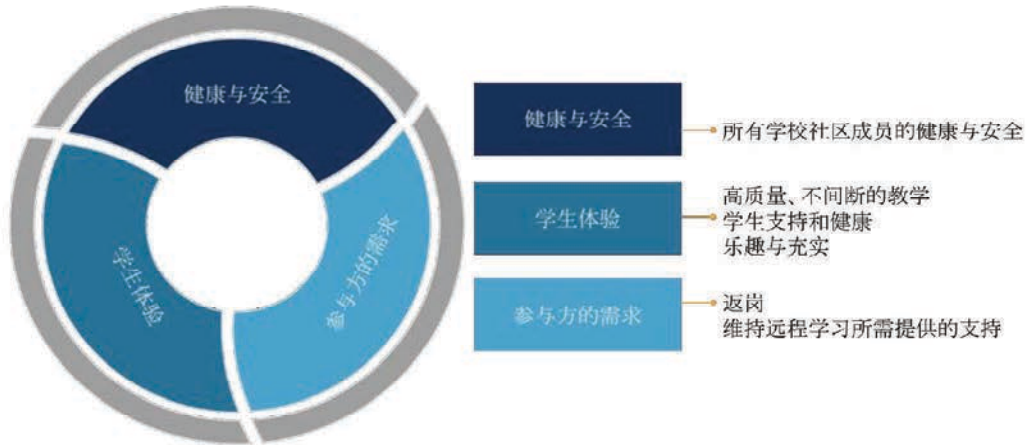 健康与安全
学生体验
参与方的需求
健康与安全
所有学校社区成员的健康与安全
学生体验
高质量、不间断的教学
学生支持和健康
乐趣与充实
参与方的需求
返岗
维持远程学习所需提供的支持